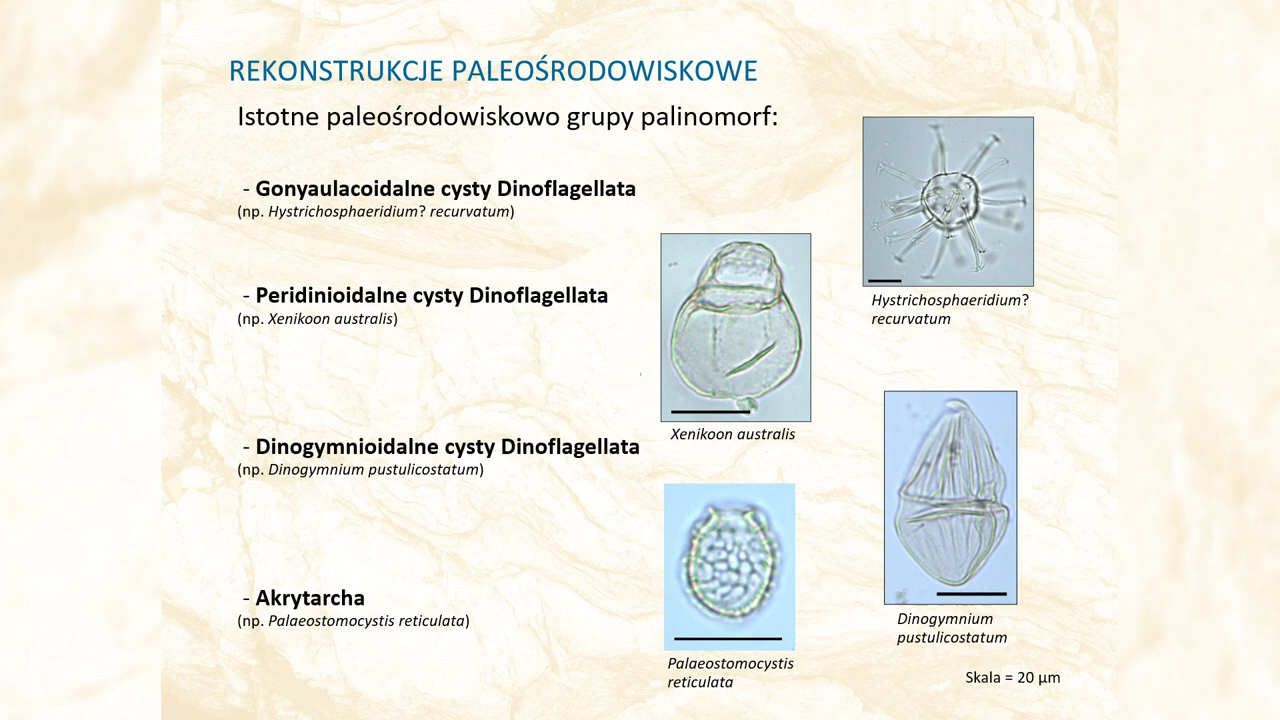 REKONSTRUKCJE PALEOŚRODOWISKOWE
Istotne paleośrodowiskowo grupy palinomorf:
- Gonyaulacoidalne cysty Dinoflagellata
(np. Hystrichosphaeridium? recurvatum)
- Peridinioidalne cysty Dinoflagellata
(np. Xenikoon australis)
- Dinogymnioidalne cysty Dinoflagellata
(np. Dinogymnium pustulicostatum)
- Akrytarcha
(np. Palaeostomocystis reticulata)
Hystrichosphaeridium?
recurvatum
Xenikoon australis
Dinogymnium
pustulicostatum
Palaeostomocystis
reticulata
Skala = 20 µm